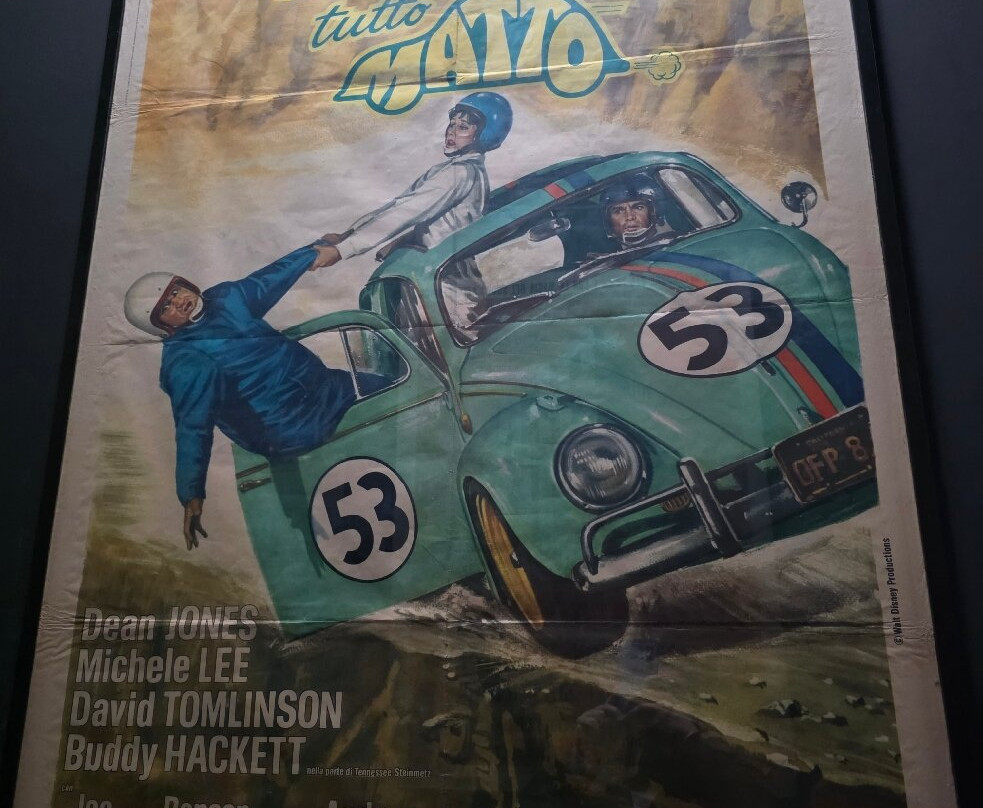 tutto
MATTO
53
53
OFP 8
© Walt Disney Productions
Dean JONES
Michele LEE
David TOMLINSON
Buddy HACKETT nella parte di Tennessee Steinmetz
con